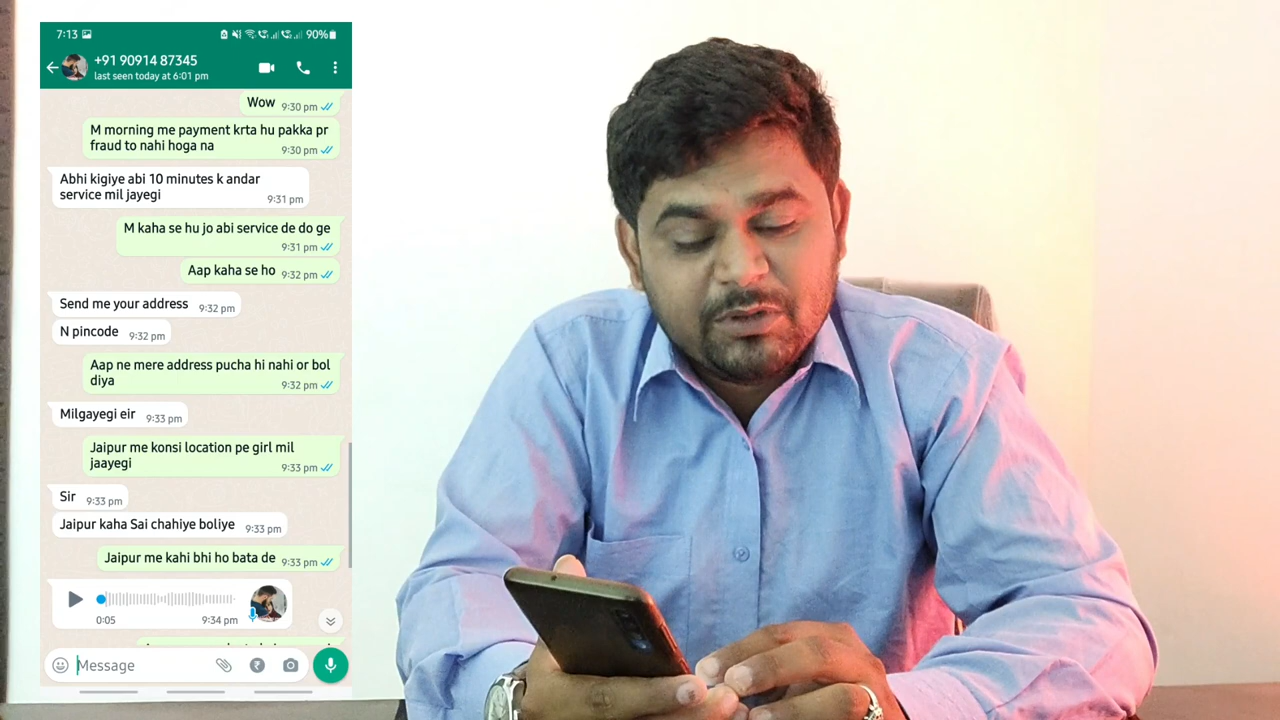 7:13
90%
+91 90914 87345
last seen today at 6:01 pm
Wow 9:30 pm
M morning me payment krta hu pakka pr
fraud to nahi hoga na
9:30 pm
Abhi kigiye abi 10 minutes k andar
service mil jayegi
9:31 pm
M kaha se hu jo abi service de do ge
9:31 pm
Aap kaha se ho 9:32 pm
Send me your address 9:32 pm
N pincode 9:32 pm
Aap ne mere address pucha hi nahi or bol
diya
9:32 pm
Milgayegi eir 9:33 pm
Jaipur me konsi location pe girl mil
jaayegi
9:33 pm
Sir 9:33 pm
Jaipur kaha Sai chahiye boliye 9:33 pm
Jaipur me kahi bhi ho bata de 9:33 pm
0:05 9:34 pm
Message